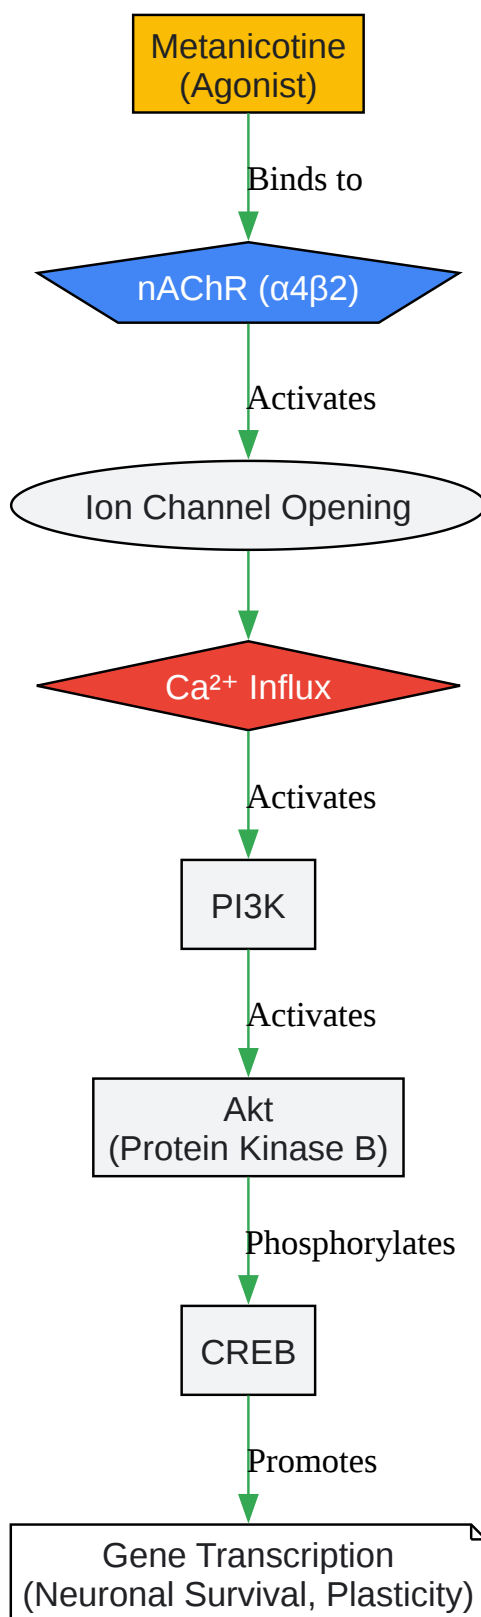 Metanicotine
(Agonist)
Binds to
nAChR (α4β2)
Activates
Ion Channel Opening
Ca²⁺ Influx
Activates
PI3K
Activates
Akt
(Protein Kinase B)
Phosphorylates
CREB
Promotes
Gene Transcription
(Neuronal Survival, Plasticity)